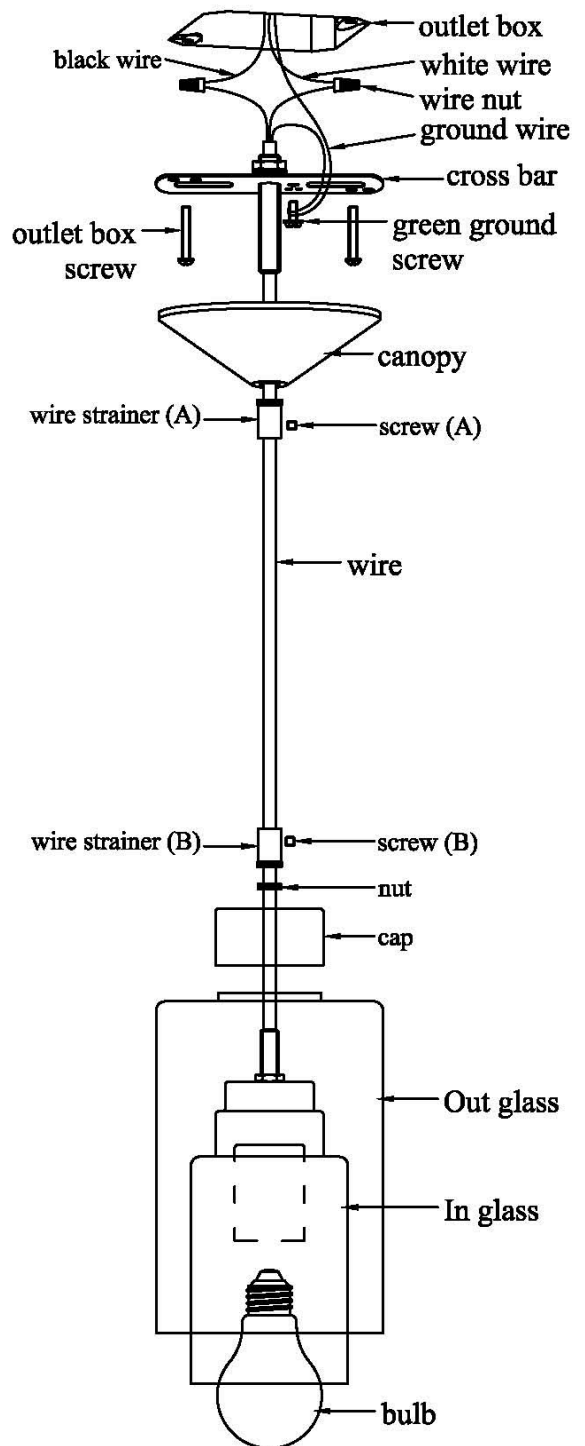 outlet box
black wire
white wire
wire nut
ground wire
cross bar
outlet box
screw
green ground
screw
canopy
wire strainer (A)
screw (A)
wire
wire strainer (B)
screw (B)
nut
cap
Out glass
In glass
bulb